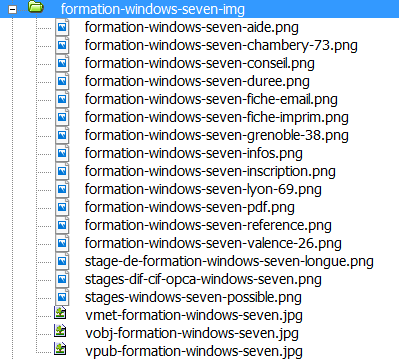 formation-windows-seven-img
formation-windows-seven-aide.png
formation-windows-seven-chambery-73.png
formation-windows-seven-conseil.png
formation-windows-seven-duree.png
formation-windows-seven-fiche-email.png
formation-windows-seven-fiche-imprim.png
formation-windows-seven-grenoble-38.png
formation-windows-seven-infos.png
formation-windows-seven-inscription.png
formation-windows-seven-lyon-69.png
formation-windows-seven-pdf.png
formation-windows-seven-reference.png
formation-windows-seven-valence-26.png
stage-de-formation-windows-seven-longue.png
stages-dif-cif-opca-windows-seven.png
stages-windows-seven-possible.png
vmet-formation-windows-seven.jpg
vobj-formation-windows-seven.jpg
vpub-formation-windows-seven.jpg